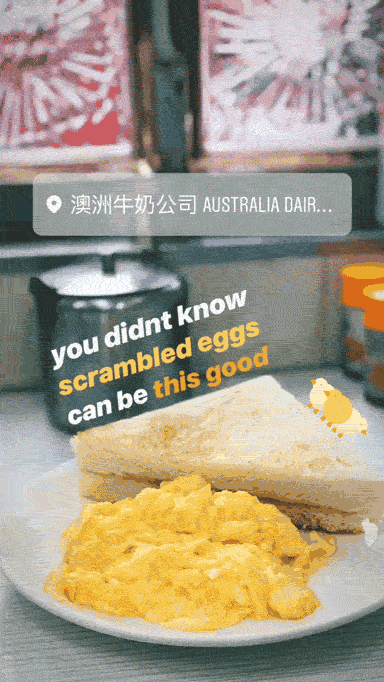 澳洲牛奶公司 AUSTRALIA DAIR...
you didnt know
scrambled eggs
can be this good